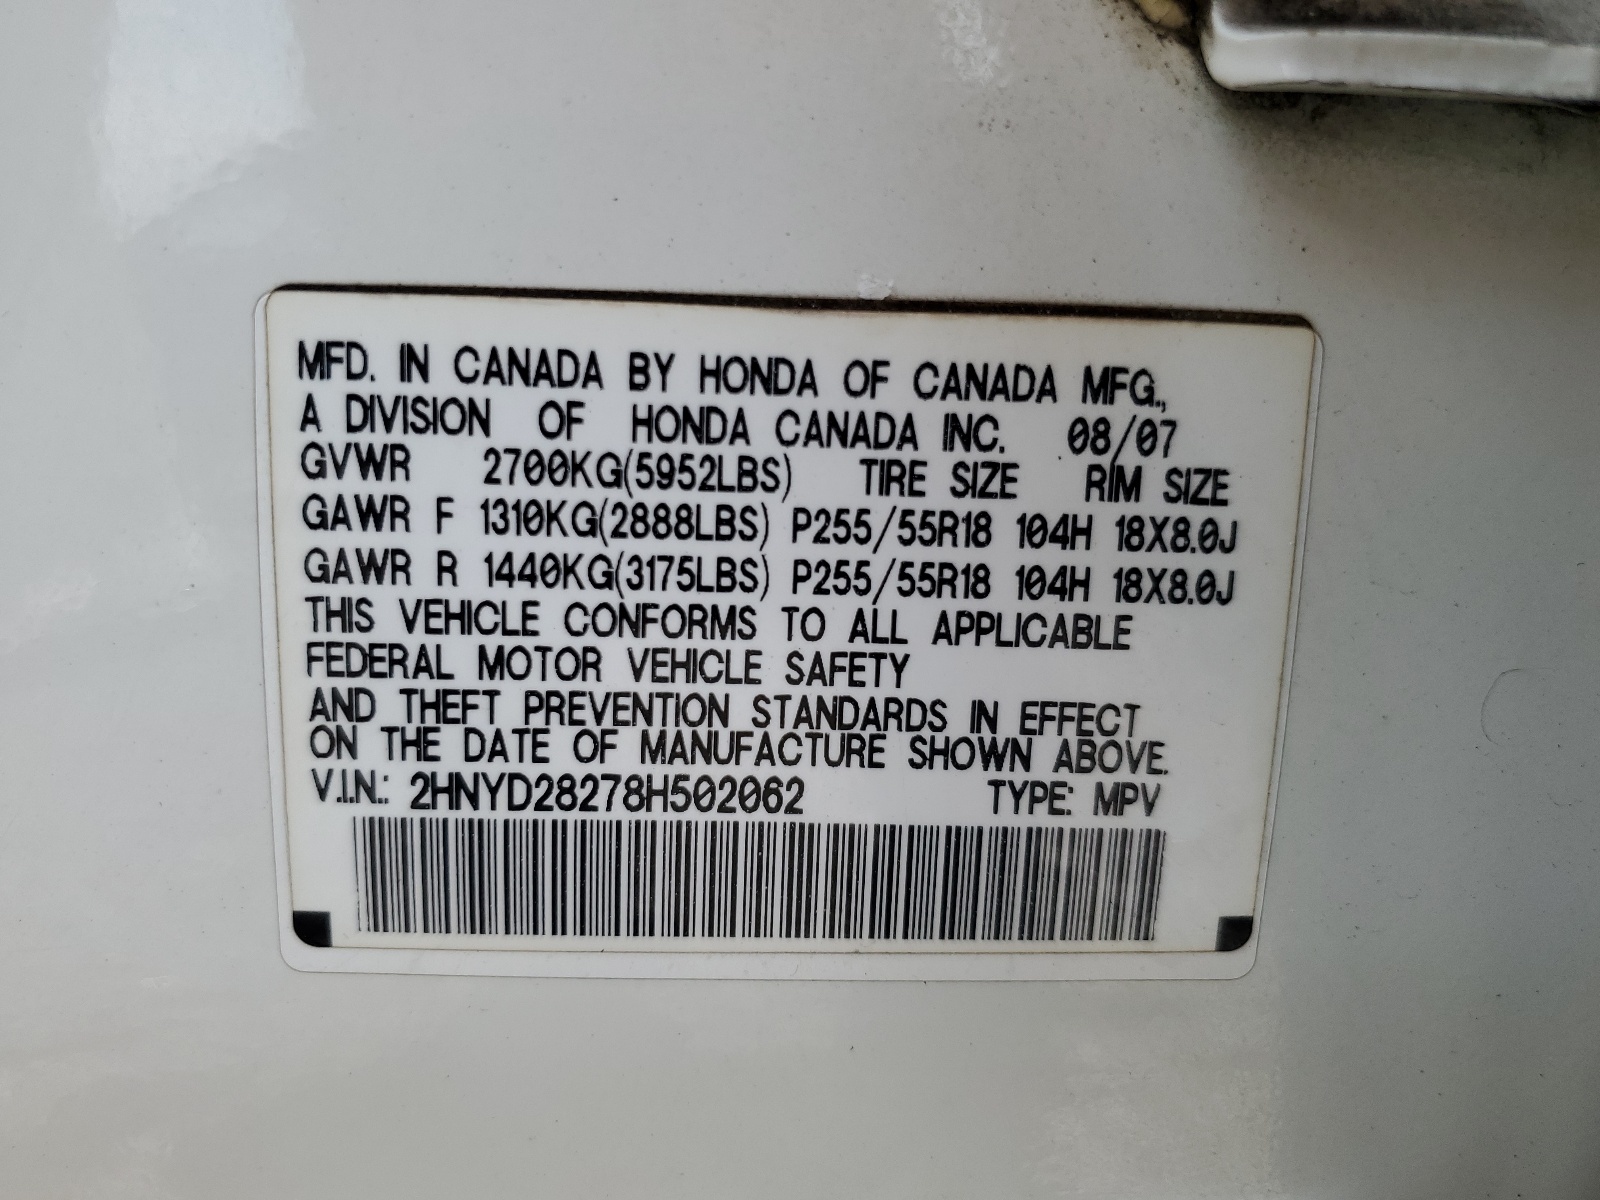 MFD. IN CANADA BY HONDA OF CANADA MFG.,
A DIVISION OF HONDA CANADA INC. 08/07
GVWR 2700KG(5952LBS) TIRE SIZE RIM SIZE
GAWR F 1310KG(2888LBS) P255/55R18 104H 18X8.0J
GAWR R 1440KG(3175LBS) P255/55R18 104H 18X8.0J
THIS VEHICLE CONFORMS TO ALL APPLICABLE
FEDERAL MOTOR VEHICLE SAFETY
AND THEFT PREVENTION STANDARDS IN EFFECT
ON THE DATE OF MANUFACTURE SHOWN ABOVE.
V.I.N.: 2HNYD28278H502062 TYPE: MPV